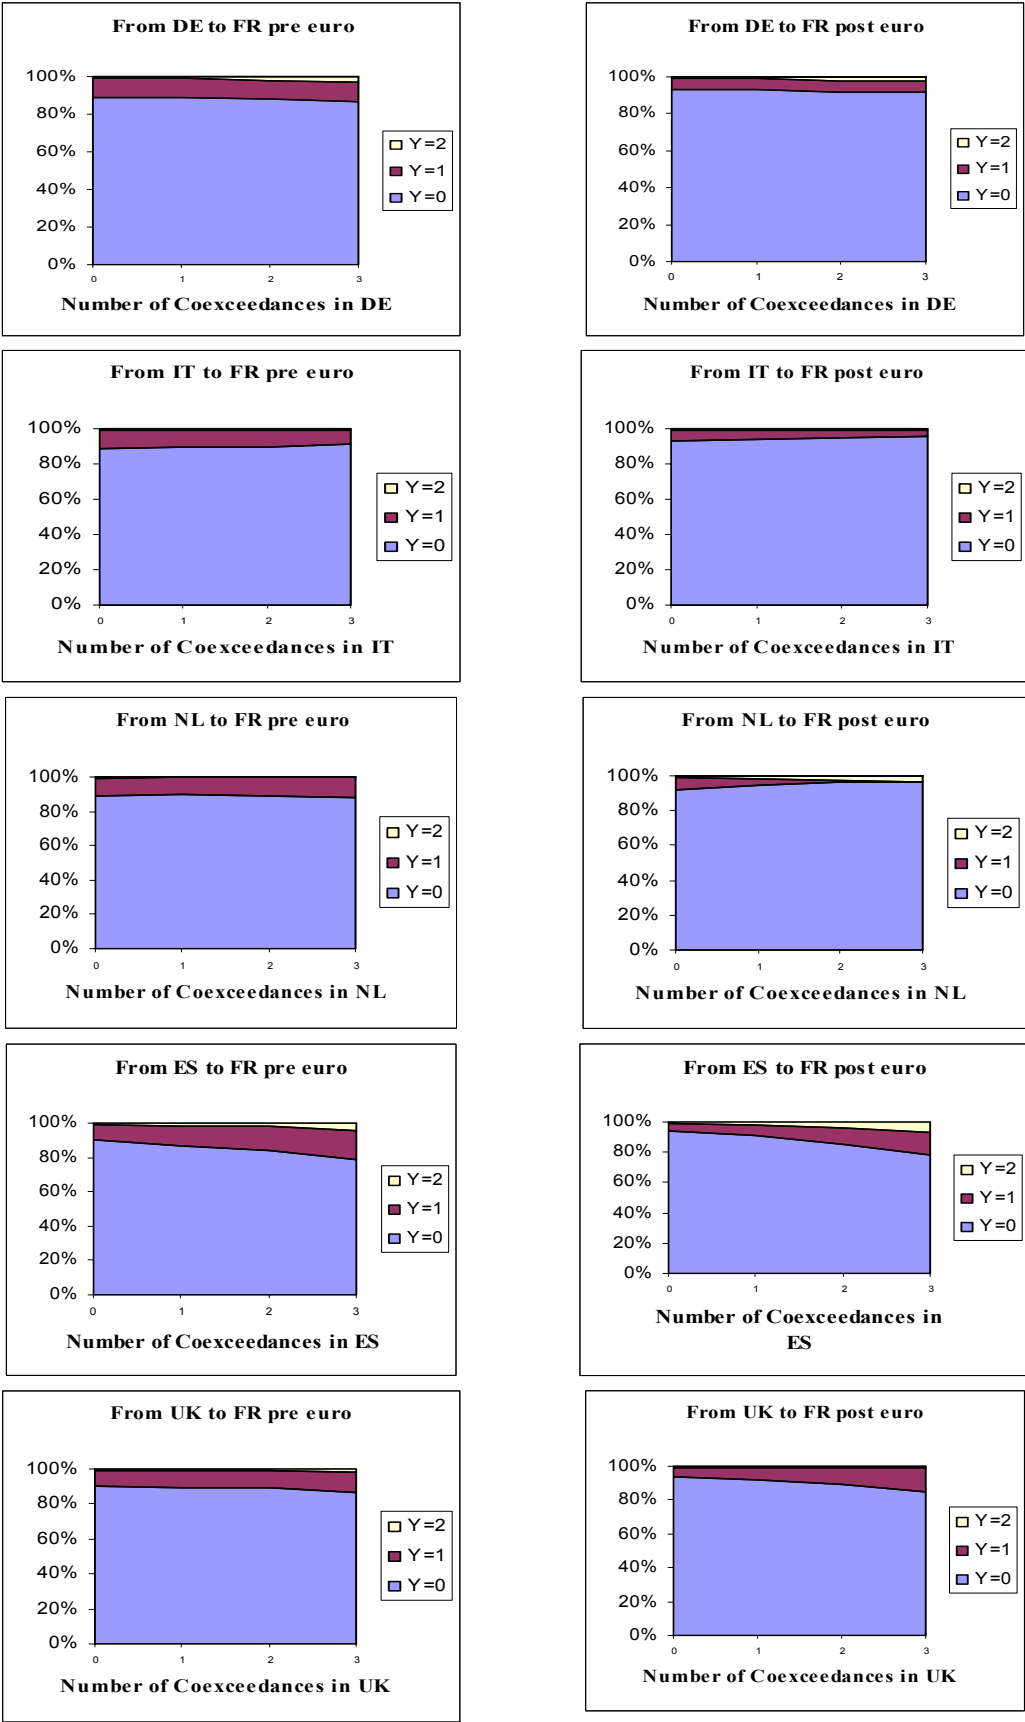 From DE to FR pre euro
100%
80%
60%
40%
20%
0%
0 1 2 3
Number of Coexceedances in DE
Y=2
Y=1
Y=0
From DE to FR post euro
100%
80%
60%
40%
20%
0%
0 1 2 3
Number of Coexceedances in DE
Y=2
Y=1
Y=0
From IT to FR pre euro
100%
80%
60%
40%
20%
0%
0 1 2 3
Number of Coexceedances in IT
Y=2
Y=1
Y=0
From IT to FR post euro
100%
80%
60%
40%
20%
0%
0 1 2 3
Number of Coexceedances in IT
Y=2
Y=1
Y=0
From NL to FR pre euro
100%
80%
60%
40%
20%
0%
0 1 2 3
Number of Coexceedances in NL
Y=2
Y=1
Y=0
From NL to FR post euro
100%
80%
60%
40%
20%
0%
0 1 2 3
Number of Coexceedances in NL
Y=2
Y=1
Y=0
From ES to FR pre euro
100%
80%
60%
40%
20%
0%
0 1 2 3
Number of Coexceedances in ES
Y=2
Y=1
Y=0
From ES to FR post euro
100%
80%
60%
40%
20%
0%
0 1 2 3
Number of Coexceedances in
ES
Y=2
Y=1
Y=0
From UK to FR pre euro
100%
80%
60%
40%
20%
0%
0 1 2 3
Number of Coexceedances in UK
Y=2
Y=1
Y=0
From UK to FR post euro
100%
80%
60%
40%
20%
0%
0 1 2 3
Number of Coexceedances in UK
Y=2
Y=1
Y=0